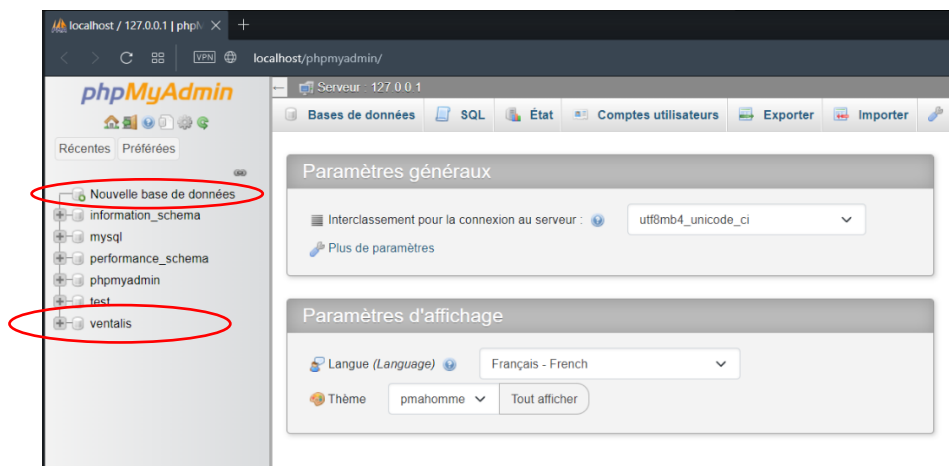 localhost / 127.0.0.1 | phpM
VPN
localhost/phpmyadmin/
phpMyAdmin
Récentes Préférées
Nouvelle base de données
information_schema
mysql
performance_schema
phpmyadmin
test
ventalis
Serveur : 127.0.0.1
Bases de données SQL État Comptes utilisateurs Exporter Importer
Paramètres généraux
Interclassement pour la connexion au serveur : utf8mb4_unicode_ci
Plus de paramètres
Paramètres d'affichage
Langue (Language) Français - French
Thème pmahomme Tout afficher